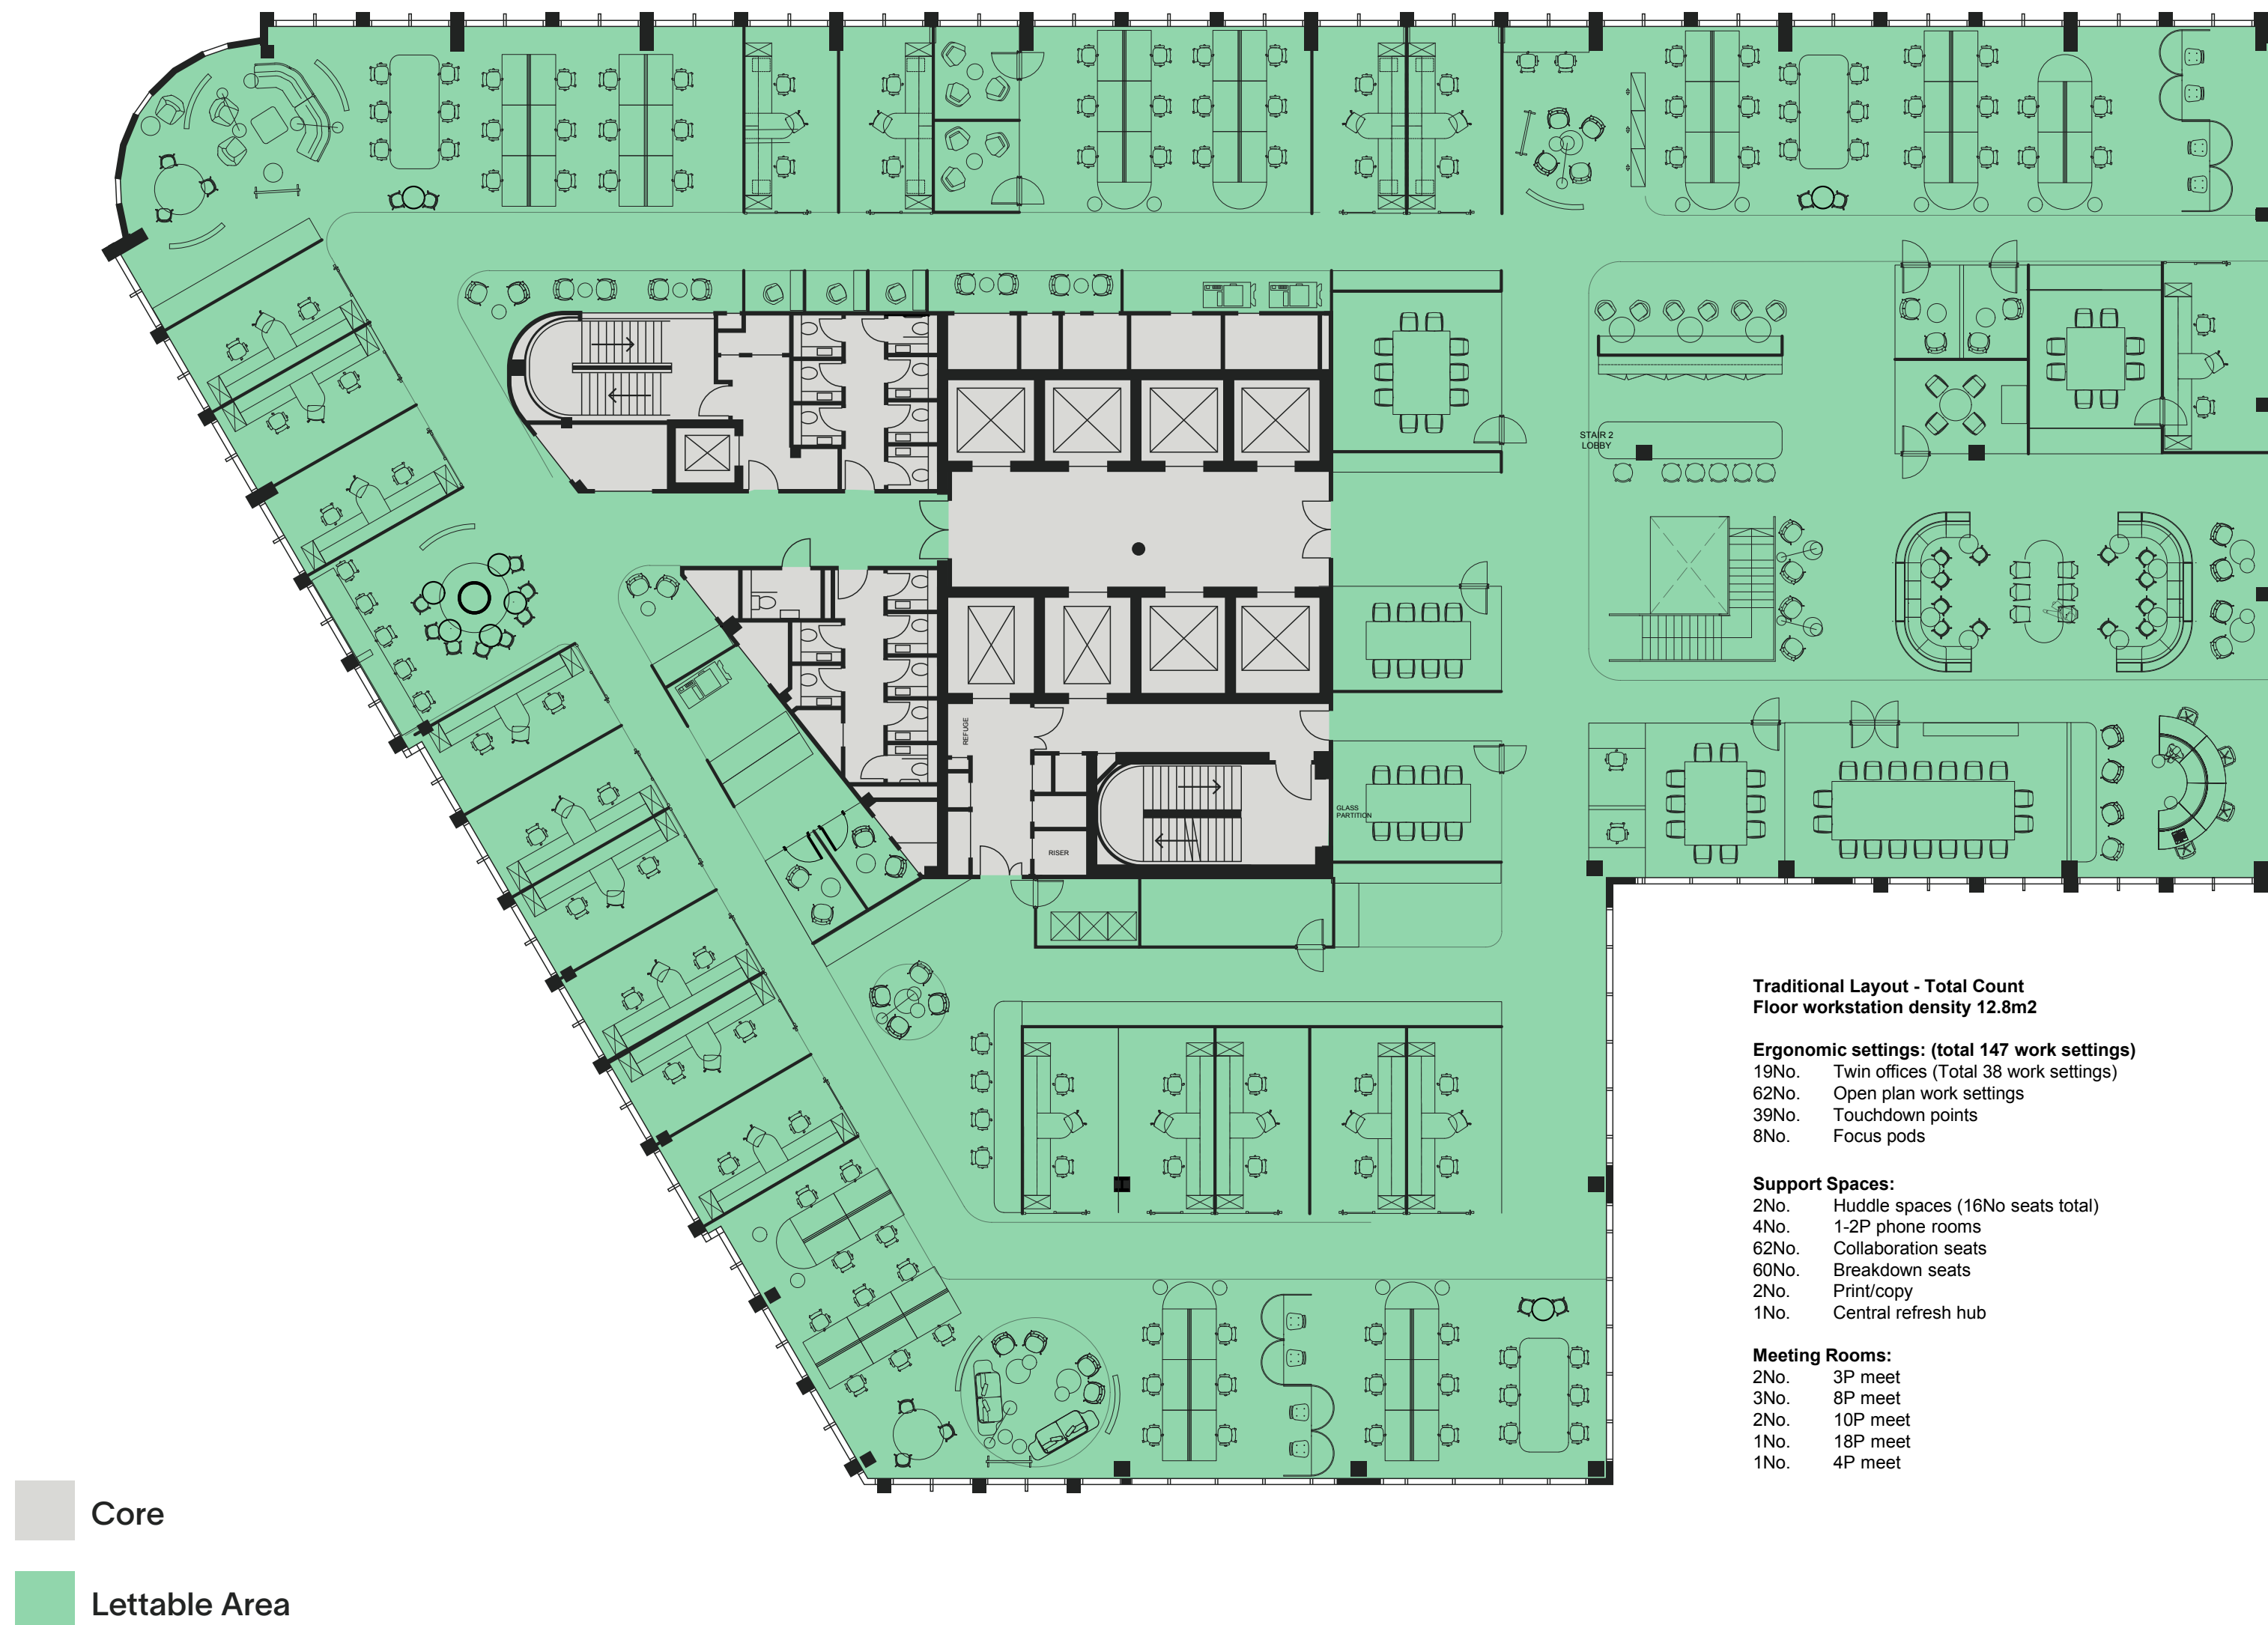 STAIR 2
LOBBY
REFUGE
GLASS
PARTITION
RISER
Traditional Layout - Total Count
Floor workstation density 12.8m2
Ergonomic settings: (total 147 work settings)
19No. Twin offices (Total 38 work settings)
62No. Open plan work settings
39No. Touchdown points
8No. Focus pods
Support Spaces:
2No. Huddle spaces (16No seats total)
4No. 1-2P phone rooms
62No. Collaboration seats
60No. Breakdown seats
2No. Print/copy
1No. Central refresh hub
Meeting Rooms:
2No. 3P meet
3No. 8P meet
2No. 10P meet
1No. 18P meet
1No. 4P meet
Core
Lettable Area